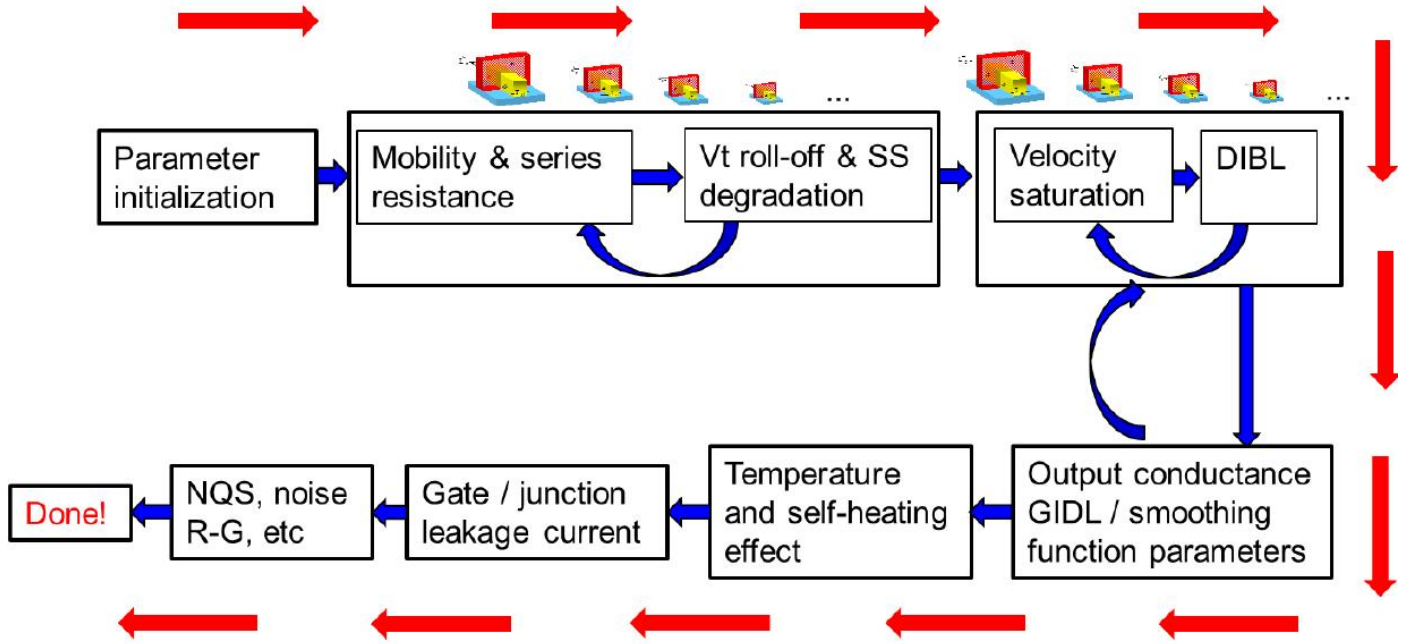 ...
...
Parameter
initialization
Mobility & series
resistance
Vt roll-off & SS
degradation
Velocity
saturation
DIBL
Output conductance
GIDL / smoothing
function parameters
Temperature
and self-heating
effect
Gate / junction
leakage current
NQS, noise
R-G, etc
Done!